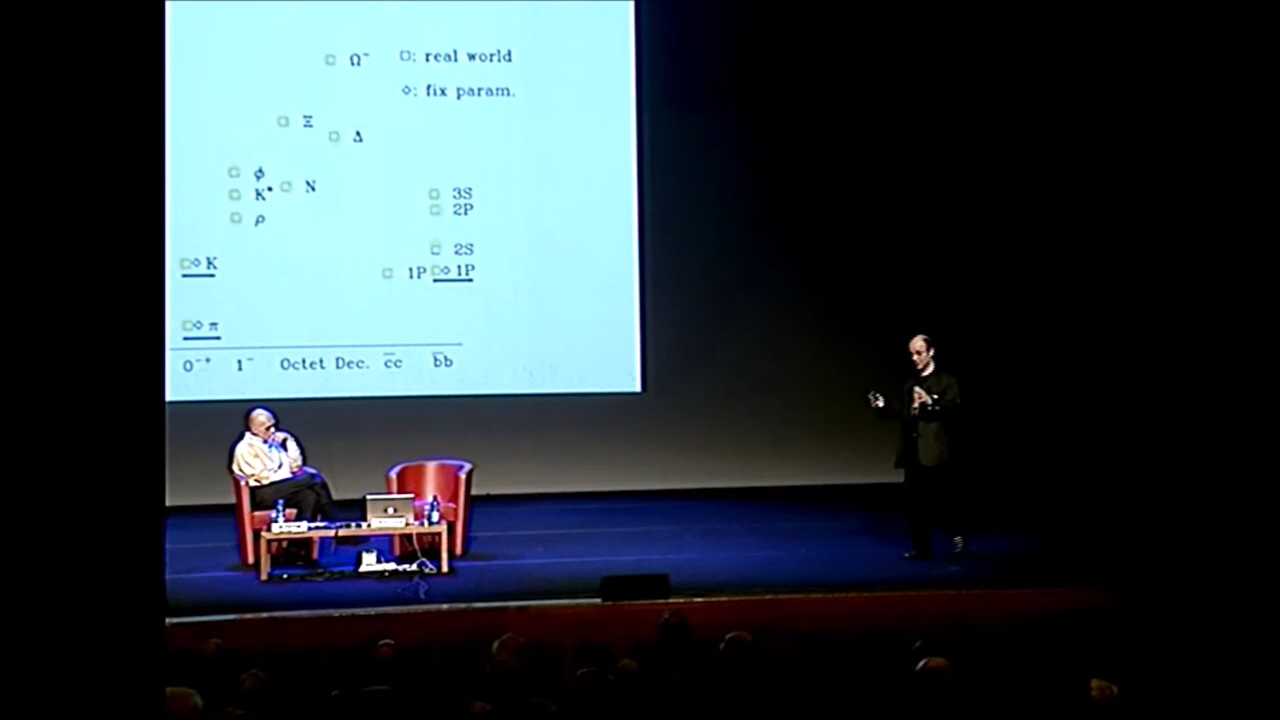 Ω⁻ □: real world
◇: fix param.
Ξ
Δ
ϕ
K* N
3S
ρ 2P
2S
K 1P 1P
π
0⁻⁺ 1⁻ Octet Dec. c̅c b̅b